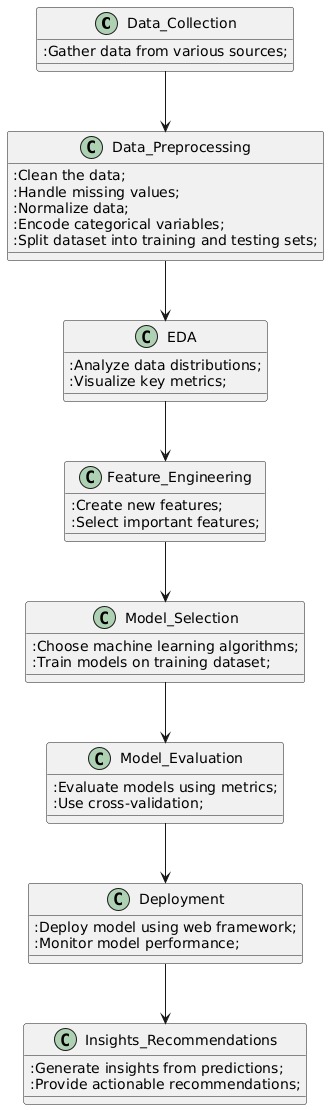 C Data_Collection
:Gather data from various sources;
C Data_Preprocessing
:Clean the data;
:Handle missing values;
:Normalize data;
:Encode categorical variables;
:Split dataset into training and testing sets;
C EDA
:Analyze data distributions;
:Visualize key metrics;
C Feature_Engineering
:Create new features;
:Select important features;
C Model_Selection
:Choose machine learning algorithms;
:Train models on training dataset;
C Model_Evaluation
:Evaluate models using metrics;
:Use cross-validation;
C Deployment
:Deploy model using web framework;
:Monitor model performance;
C Insights_Recommendations
:Generate insights from predictions;
:Provide actionable recommendations;